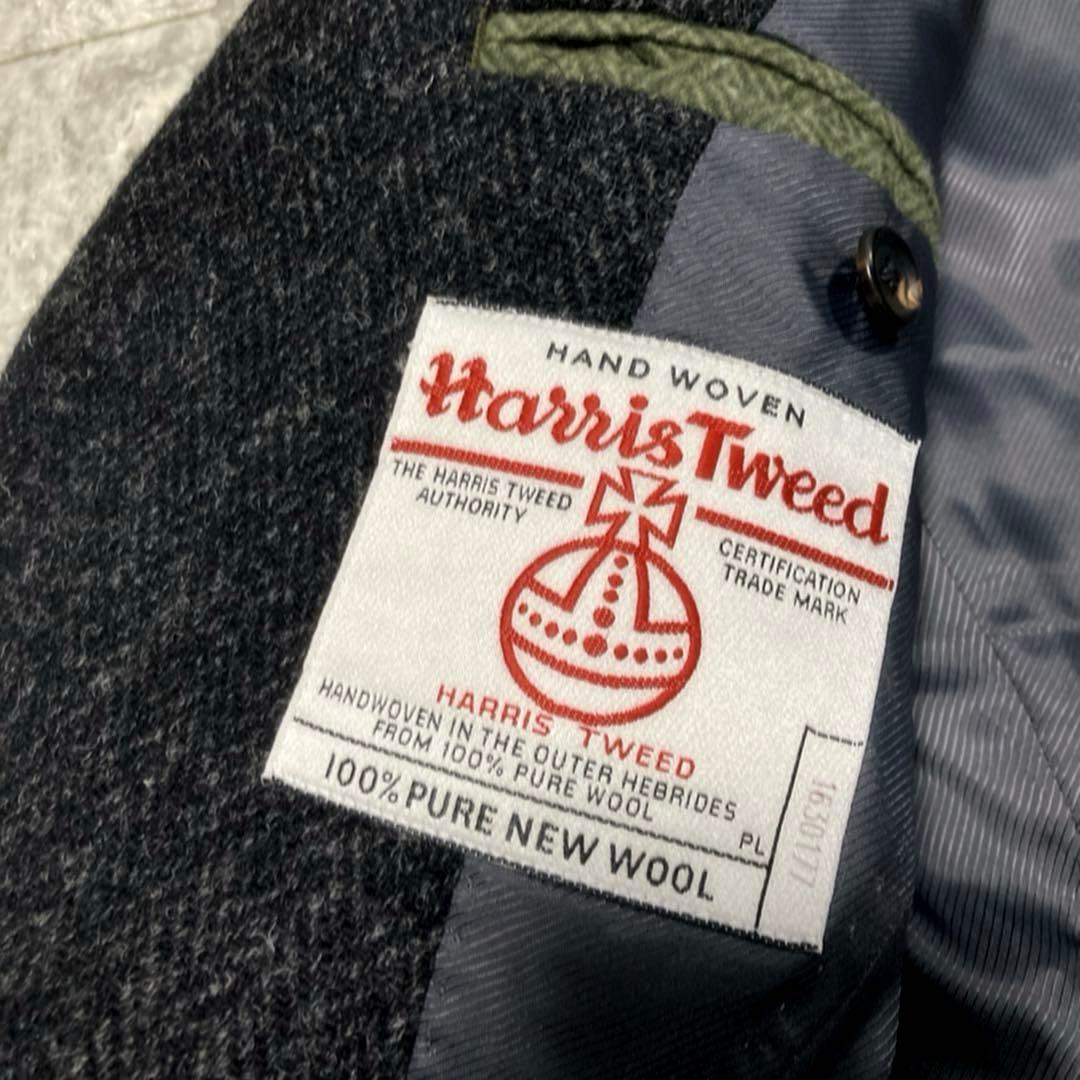 HAND WOVEN
Harris Tweed
THE HARRIS TWEED
AUTHORITY
CERTIFICATION
TRADE MARK
HARRIS TWEED
HANDWOVEN IN THE OUTER HEBRIDES
FROM 100% PURE WOOL
PL
100% PURE NEW WOOL
1630177